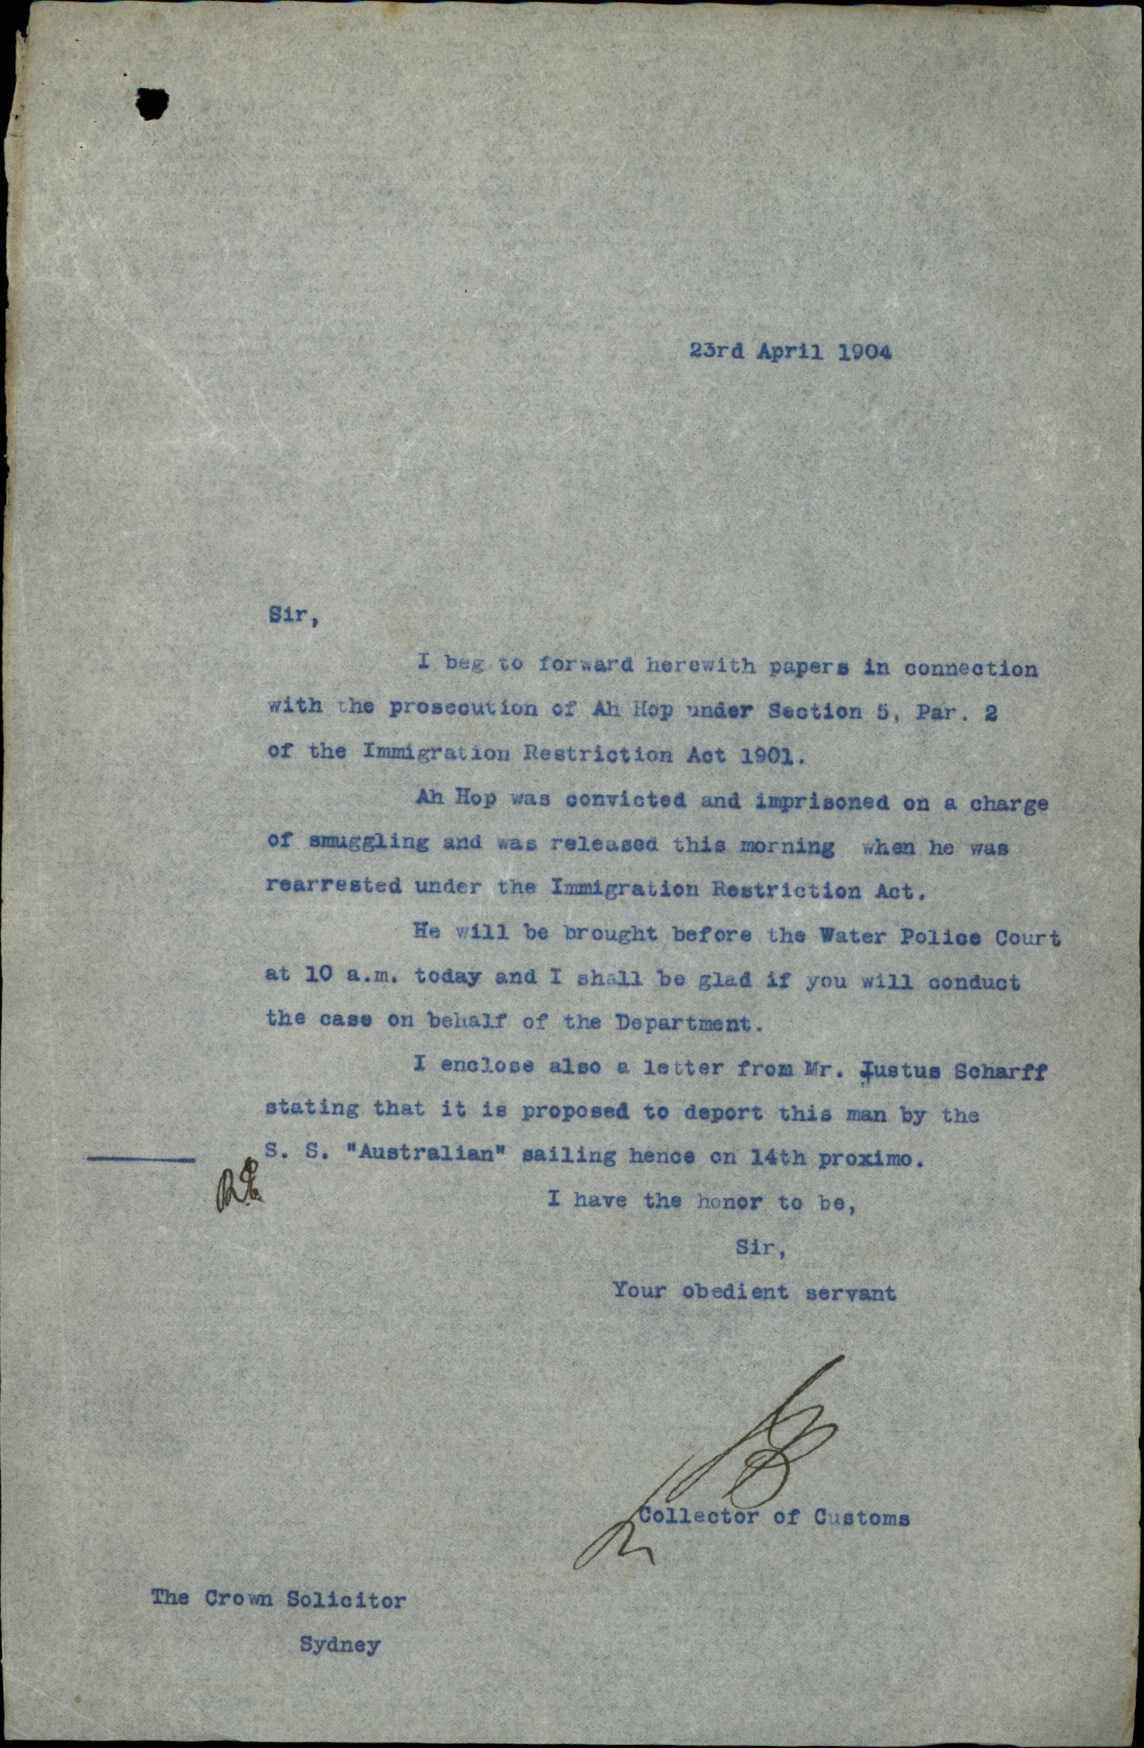 23rd April 1904
Sir,
I beg to forward herewith papers in connection
with the prosecution of Ah Hop under Section 5, Par. 2
of the Immigration Restriction Act 1901.
Ah Hop was convicted and imprisoned on a charge
of smuggling and was released this morning when he was
rearrested under the Immigration Restriction Act.
He will be brought before the Water Police Court
at 10 a.m. today and I shall be glad if you will conduct
the case on behalf of the Department.
I enclose also a letter from Mr. Justus Scharff
stating that it is proposed to deport this man by the
S. S. "Australian" sailing hence on 14th proximo.
I have the honor to be,
Sir,
Your obedient servant
Collector of Customs
The Crown Solicitor
Sydney